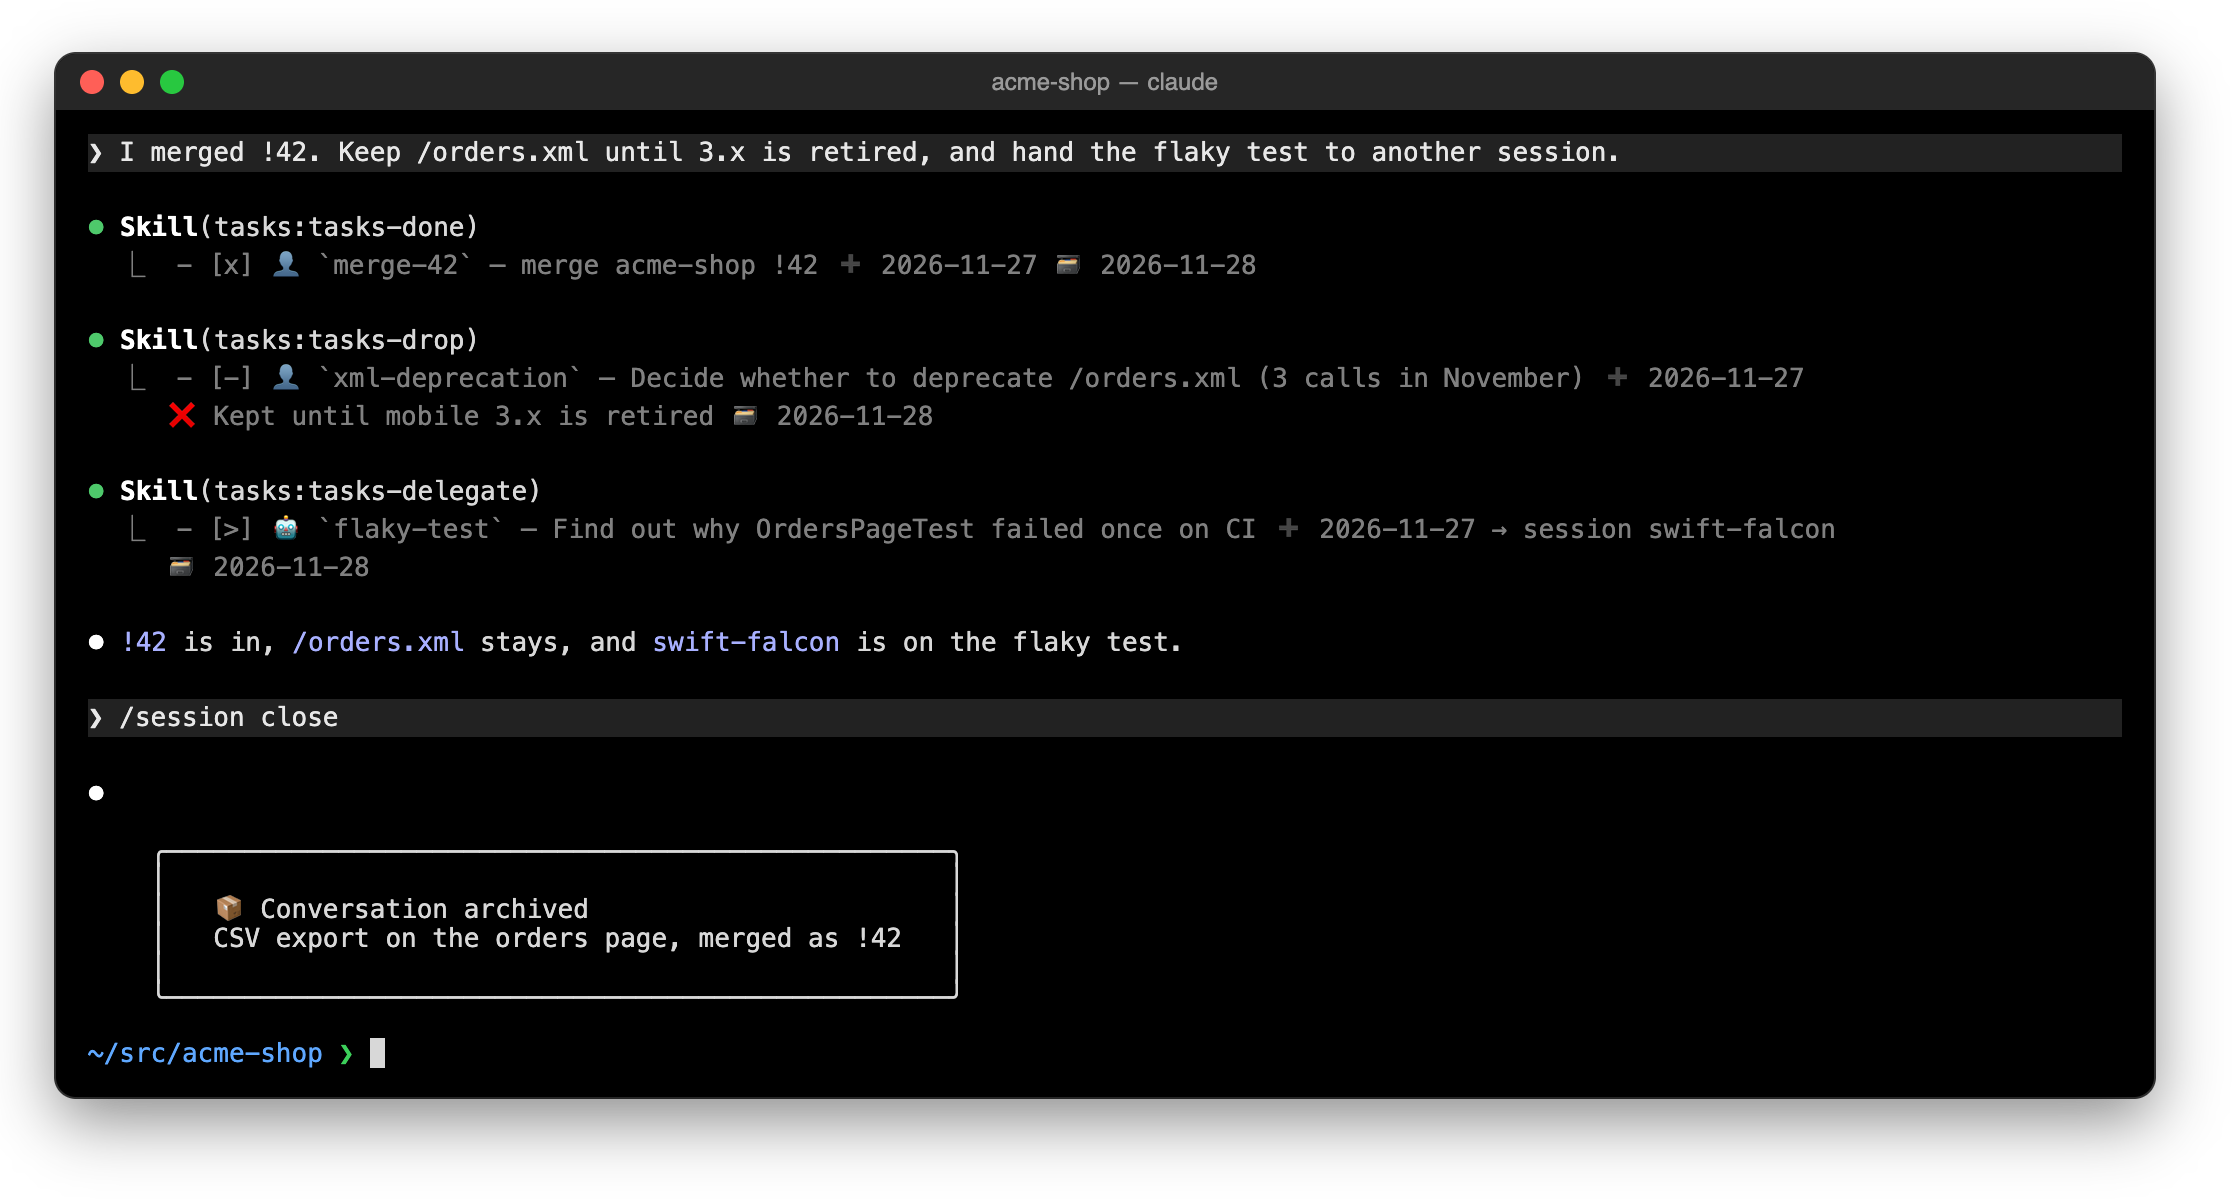 acme-shop — claude
❯ I merged !42. Keep /orders.xml until 3.x is retired, and hand the flaky test to another session.
● Skill(tasks:tasks-done)
⎿ - [x] 👤 `merge-42` — merge acme-shop !42 ➕ 2026-11-27 🗃️ 2026-11-28
● Skill(tasks:tasks-drop)
⎿ - [-] 👤 `xml-deprecation` — Decide whether to deprecate /orders.xml (3 calls in November) ➕ 2026-11-27
❌ Kept until mobile 3.x is retired 🗃️ 2026-11-28
● Skill(tasks:tasks-delegate)
⎿ - [>] 🤖 `flaky-test` — Find out why OrdersPageTest failed once on CI ➕ 2026-11-27 → session swift-falcon
🗃️ 2026-11-28
● !42 is in, /orders.xml stays, and swift-falcon is on the flaky test.
❯ /session close
●
📦 Conversation archived
CSV export on the orders page, merged as !42
~/src/acme-shop ❯